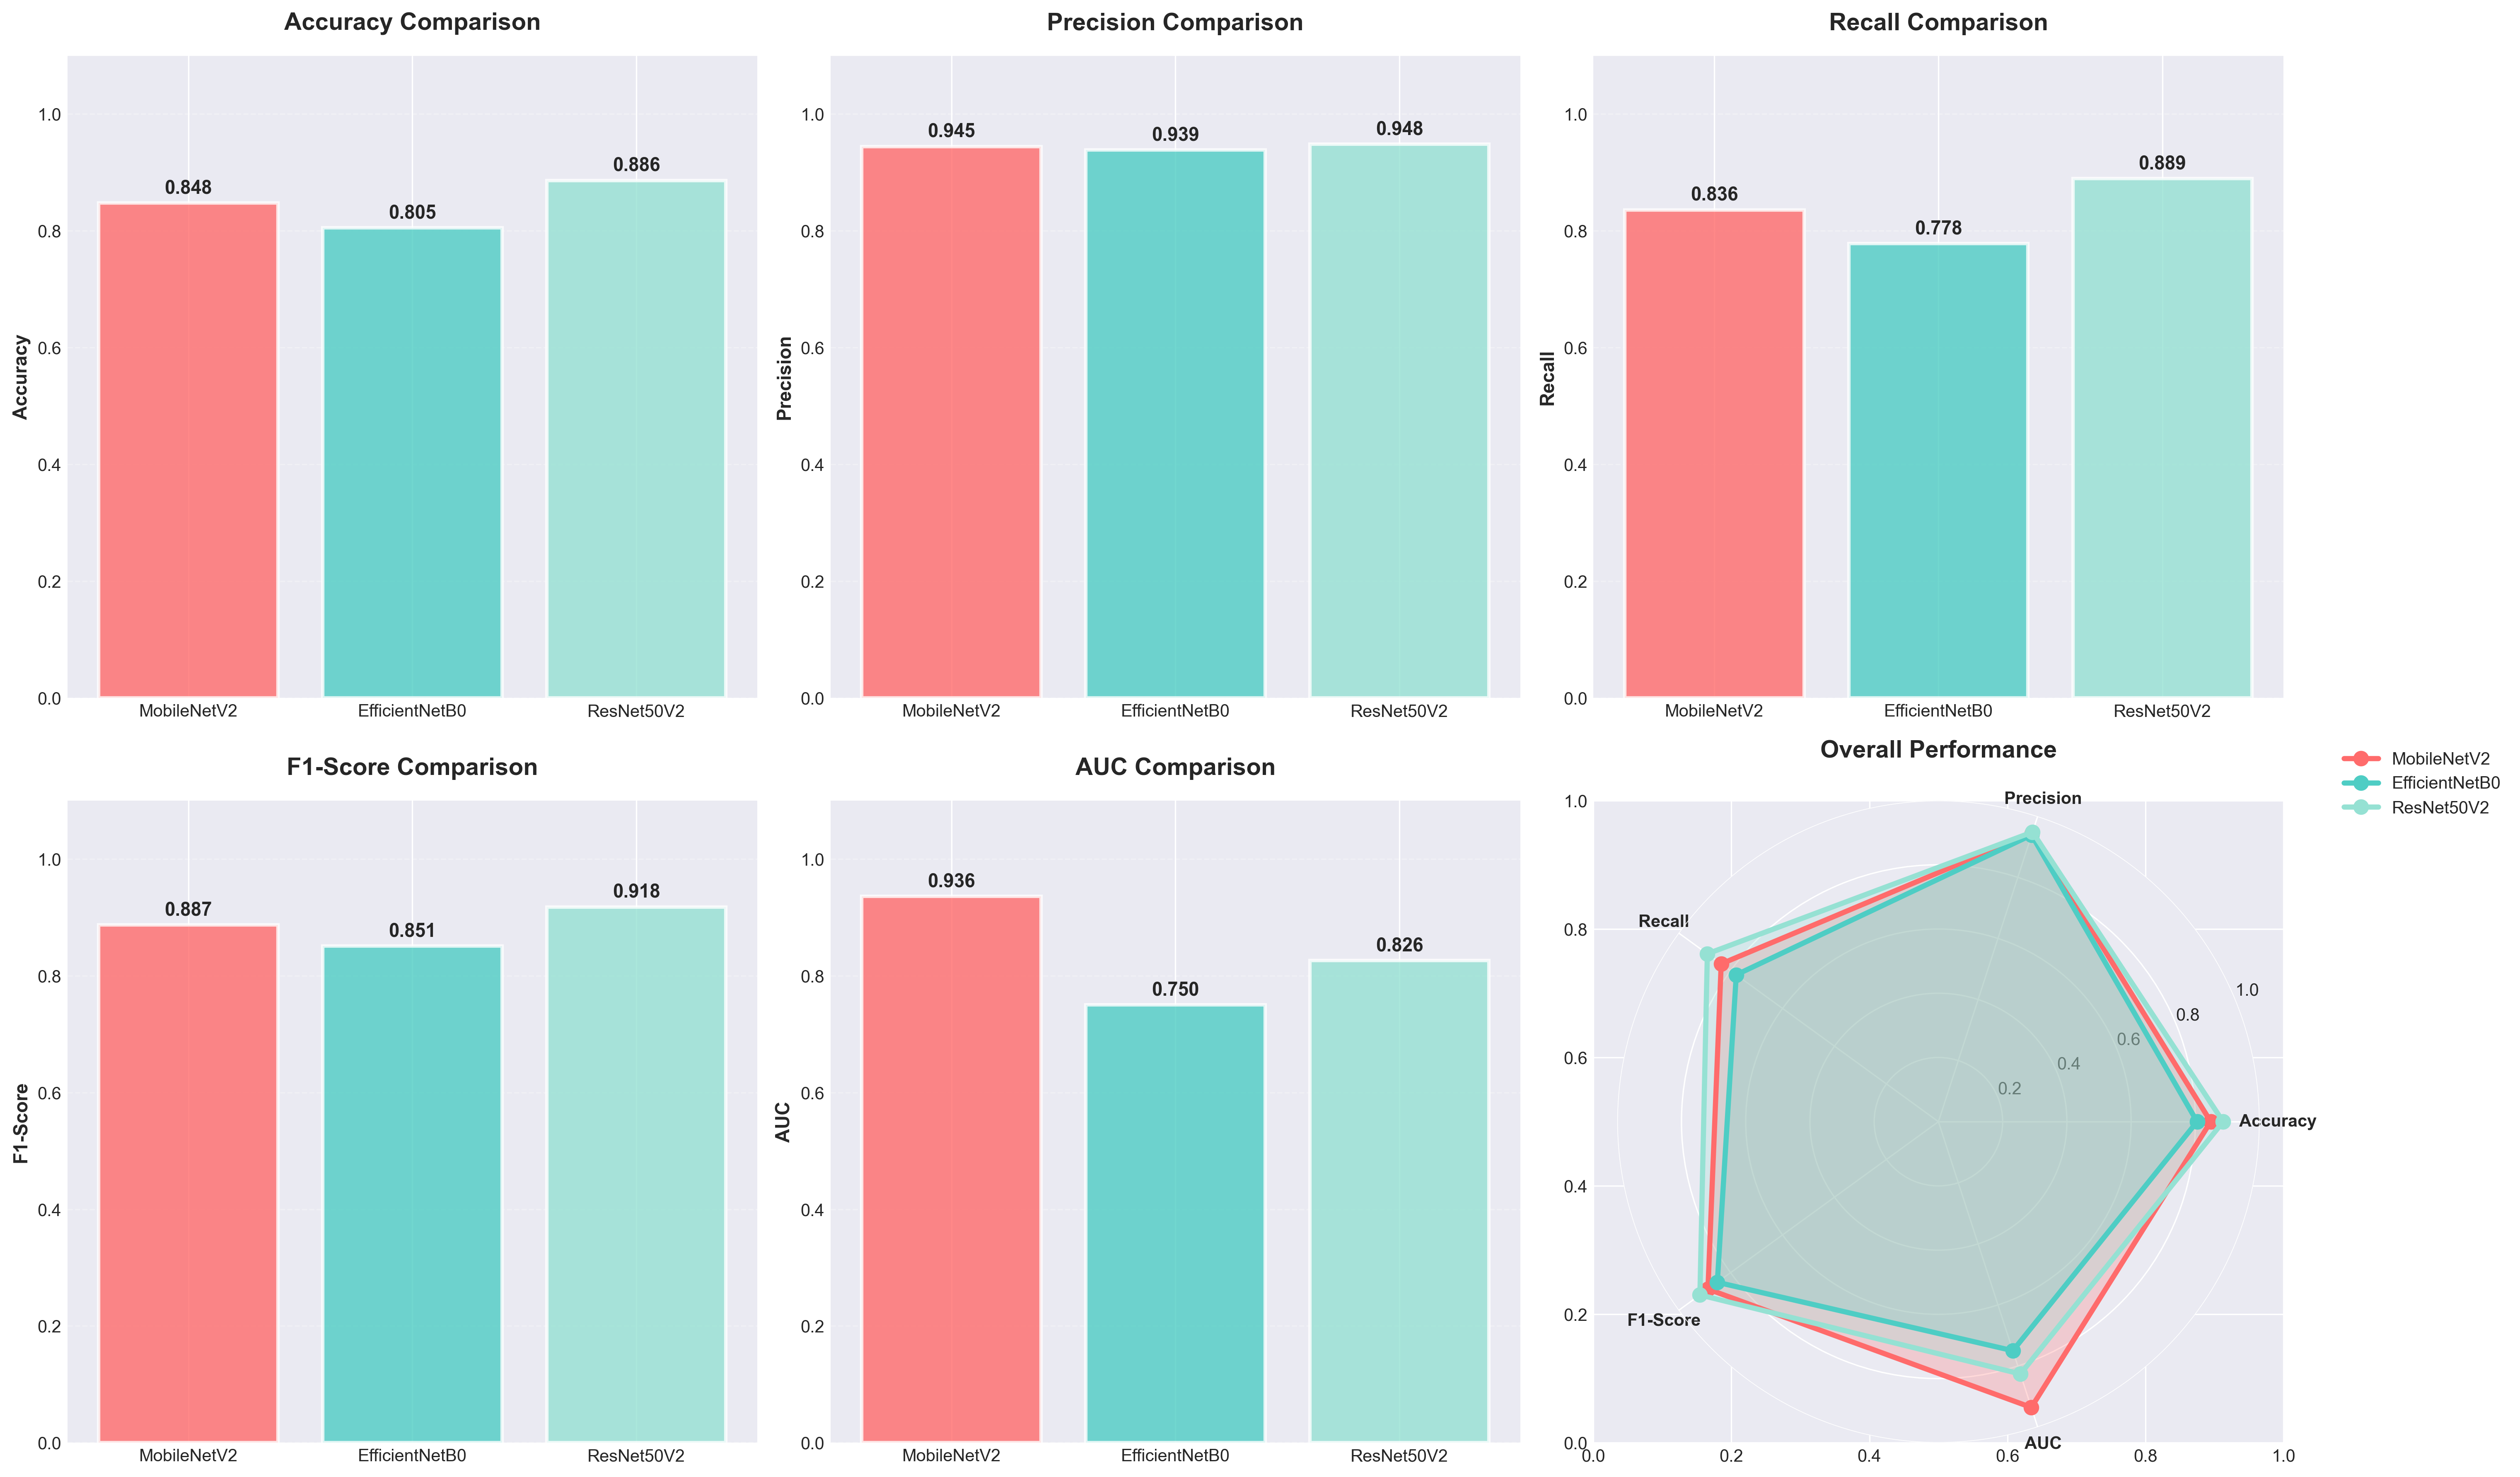 Accuracy Comparison
Accuracy
1.0
0.8
0.6
0.4
0.2
0.0
0.848
0.805
0.886
MobileNetV2
EfficientNetB0
ResNet50V2
Precision Comparison
Precision
1.0
0.8
0.6
0.4
0.2
0.0
0.945
0.939
0.948
MobileNetV2
EfficientNetB0
ResNet50V2
Recall Comparison
Recall
1.0
0.8
0.6
0.4
0.2
0.0
0.836
0.778
0.889
MobileNetV2
EfficientNetB0
ResNet50V2
F1-Score Comparison
F1-Score
1.0
0.8
0.6
0.4
0.2
0.0
0.887
0.851
0.918
MobileNetV2
EfficientNetB0
ResNet50V2
AUC Comparison
AUC
1.0
0.8
0.6
0.4
0.2
0.0
0.936
0.750
0.826
MobileNetV2
EfficientNetB0
ResNet50V2
Overall Performance
MobileNetV2
EfficientNetB0
ResNet50V2
1.0
0.8
0.6
0.4
0.2
0.0
Precision
Recall
1.0
0.8
0.6
0.4
0.2
Accuracy
F1-Score
AUC
0.0
0.2
0.4
0.6
0.8
1.0